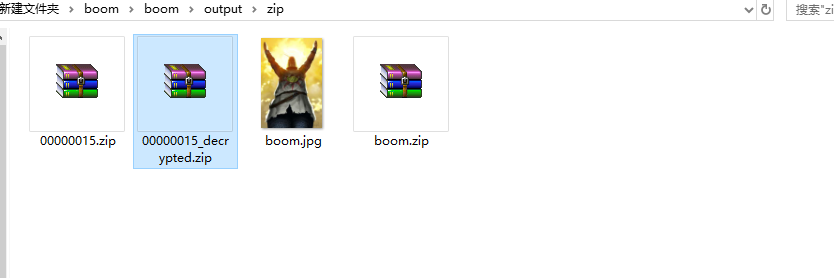 新建文件夹 > boom > boom > output > zip
搜索"zi
00000015.zip
00000015_decr
ypted.zip
boom.jpg
boom.zip